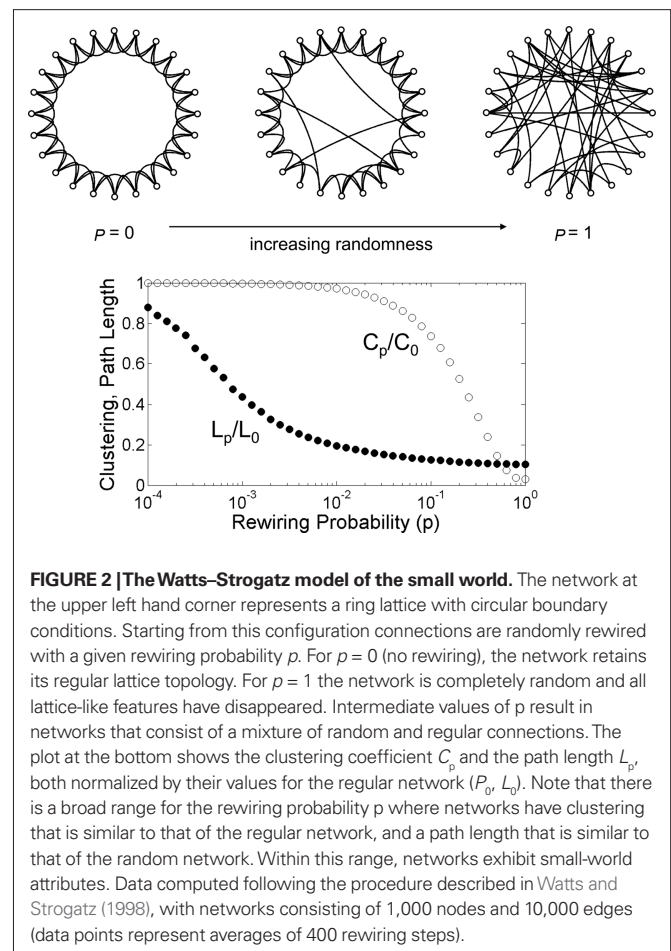 P = 0
increasing randomness
P = 1
Clustering, Path Length
1
0.8
0.6
0.4
0.2
0
Cp/C0
Lp/L0
10-4
10-3
10-2
10-1
100
Rewiring Probability (p)
FIGURE 2 | The Watts–Strogatz model of the small world. The network at
the upper left hand corner represents a ring lattice with circular boundary
conditions. Starting from this configuration connections are randomly rewired
with a given rewiring probability p. For p = 0 (no rewiring), the network retains
its regular lattice topology. For p = 1 the network is completely random and all
lattice-like features have disappeared. Intermediate values of p result in
networks that consist of a mixture of random and regular connections. The
plot at the bottom shows the clustering coefficient Cp and the path length Lp,
both normalized by their values for the regular network (P0, L0). Note that there
is a broad range for the rewiring probability p where networks have clustering
that is similar to that of the regular network, and a path length that is similar to
that of the random network. Within this range, networks exhibit small-world
attributes. Data computed following the procedure described in Watts and
Strogatz (1998), with networks consisting of 1,000 nodes and 10,000 edges
(data points represent averages of 400 rewiring steps).